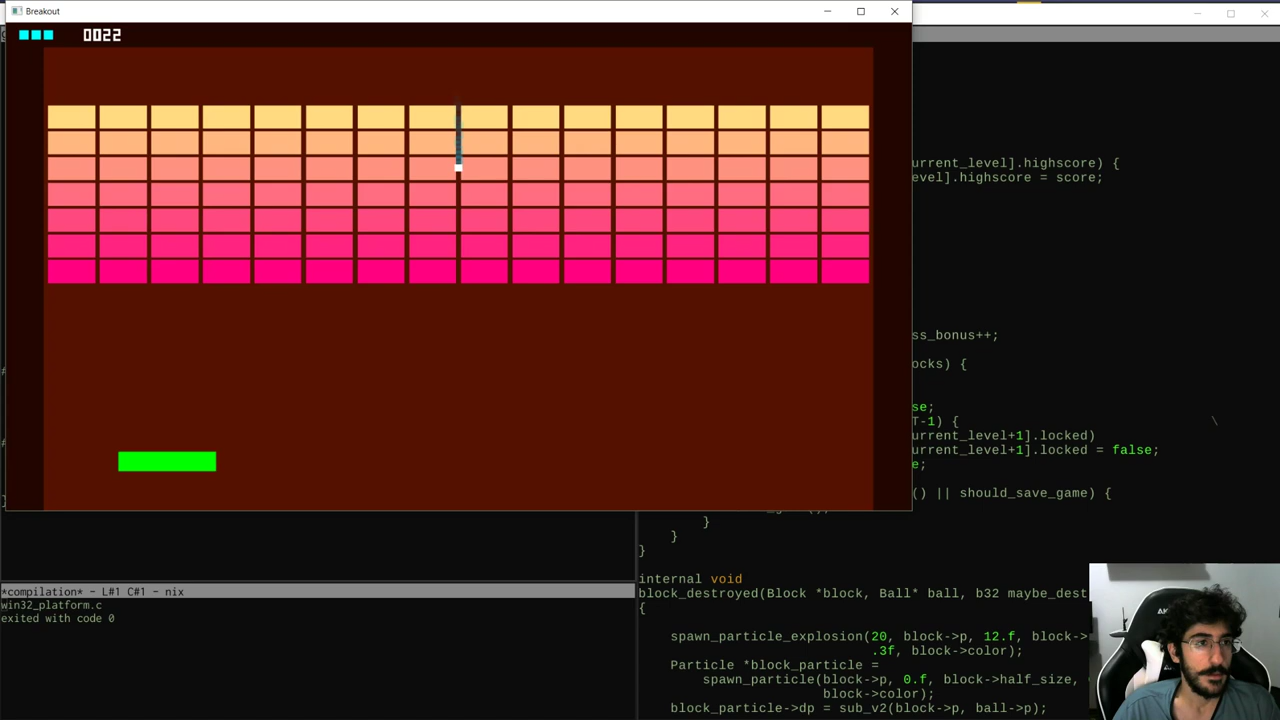 Breakout
0022
urrent_level].highscore) {
evel].highscore = score;
ss_bonus++;
ocks) {
se;
T-1) {
\
urrent_level+1].locked)
urrent_level+1].locked = false;
e;
() || should_save_game) {
}
}
}
internal void
block_destroyed(Block *block, Ball* ball, b32 maybe_dest
{
spawn_particle_explosion(20, block->p, 12.f, block->
.3f, block->color);
Particle *block_particle =
spawn_particle(block->p, 0.f, block->half_size,
block->color);
block_particle->dp = sub_v2(block->p, ball->p);
*compilation* - L#1 C#1 - nix
win32_platform.c
exited with code 0